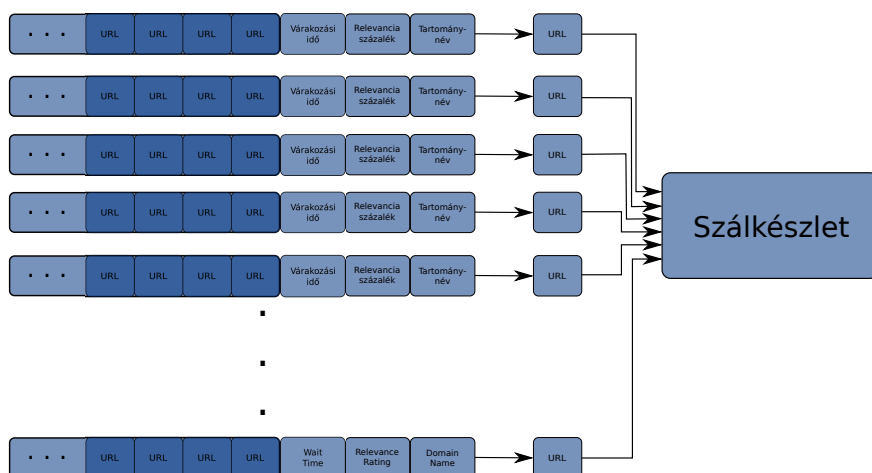 . . . URL URL URL URL Várakozási idő Relevancia százalék Tartomány-név URL
. . . URL URL URL URL Várakozási idő Relevancia százalék Tartomány-név URL
. . . URL URL URL URL Várakozási idő Relevancia százalék Tartomány-név URL
. . . URL URL URL URL Várakozási idő Relevancia százalék Tartomány-név URL
Szálkészlet
. . . URL URL URL URL Várakozási idő Relevancia százalék Tartomány-név URL
.
.
.
. . . URL URL URL URL Wait Time Relevance Rating Domain Name URL